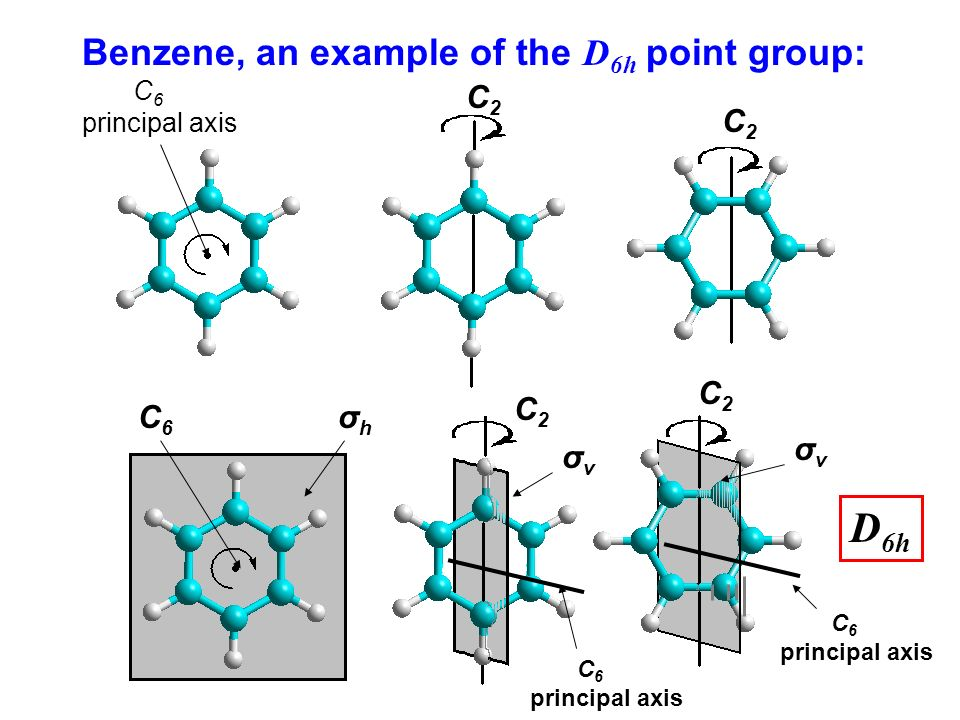 Benzene, an example of the D6h point group:
C6
principal axis
C2
C2
C6
σh
C2
σv
C2
σv
D6h
C6
principal axis
C6
principal axis